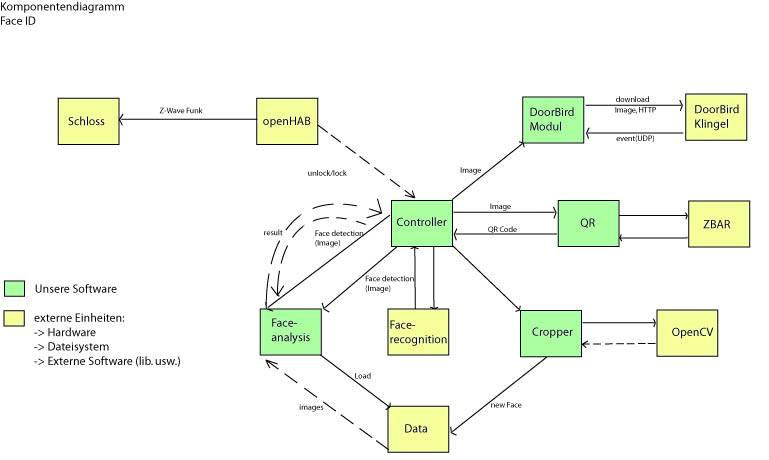 Komponentendiagramm
Face ID
Schloss
Z-Wave Funk
openHAB
DoorBird
Modul
download
Image, HTTP
event(UDP)
DoorBird
Klingel
unlock/lock
Image
Controller
Image
QR Code
QR
ZBAR
result
Face detection
(Image)
Face detection
(Image)
Unsere Software
externe Einheiten:
-> Hardware
-> Dateisystem
-> Externe Software (lib. usw.)
Face-
analysis
Face-
recognition
Cropper
OpenCV
Load
images
new Face
Data